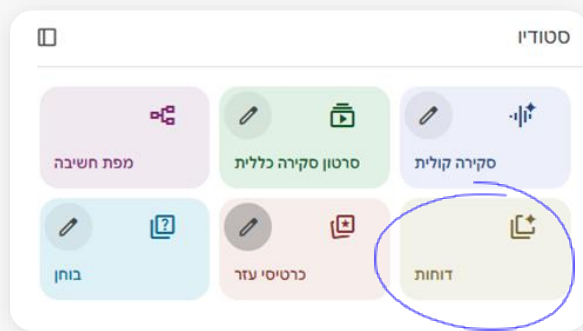 סטודיו
סקירה קולית
סרטון סקירה כללית
מפת חשיבה
דוחות
כרטיסי עזר
בוחן